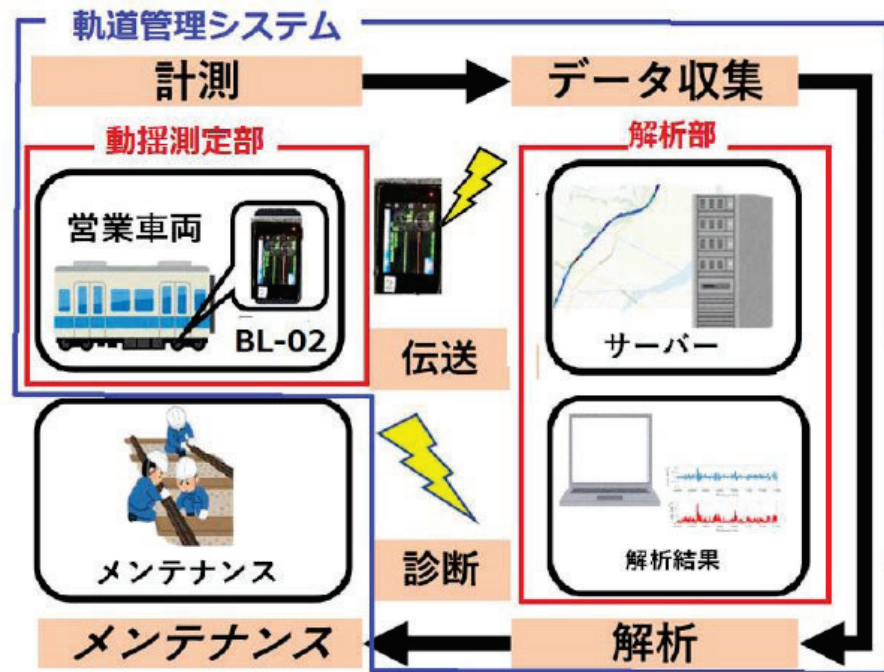 軌道管理システム
計測
データ収集
動揺測定部
解析部
営業車両
BL-02
伝送
サーバー
メンテナンス
診断
解析結果
メンテナンス
解析